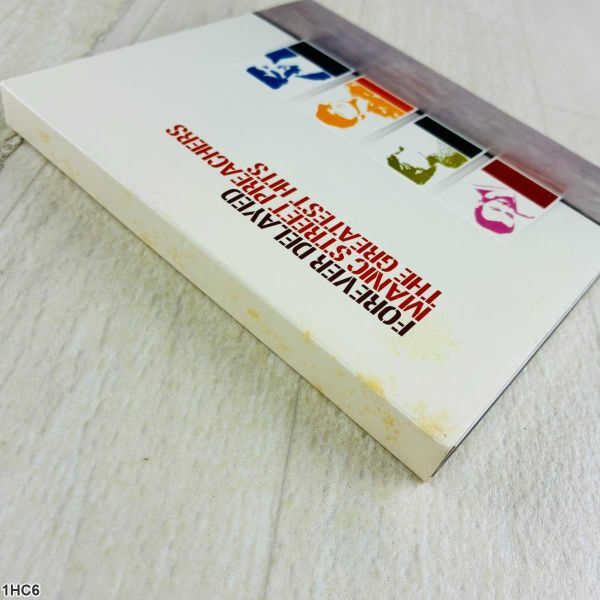 FOREVER DELAYED
MANIC STREET PREACHERS
THE GREATEST HITS
1HC6